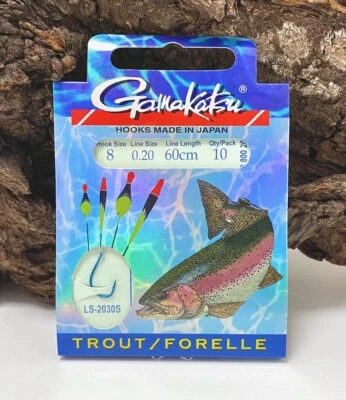 Gamakatsu®
HOOKS MADE IN JAPAN
Hook Size Line Size Line Length Qty/Pack
8 0.20 60cm 10
LS-2030S
TROUT/FORELLE